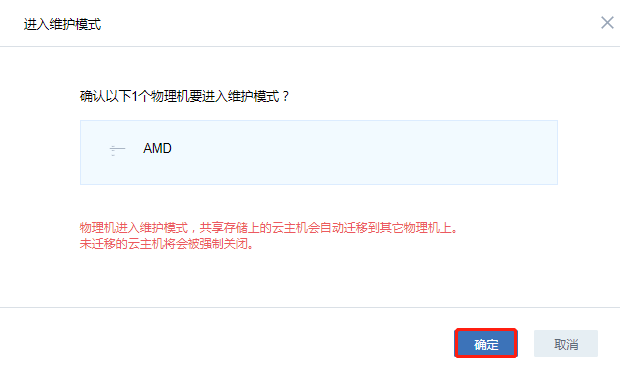 进入维护模式
确认以下1个物理机要进入维护模式？
AMD
物理机进入维护模式，共享存储上的云主机会自动迁移到其它物理机上。
未迁移的云主机将会被强制关闭。
确定
取消